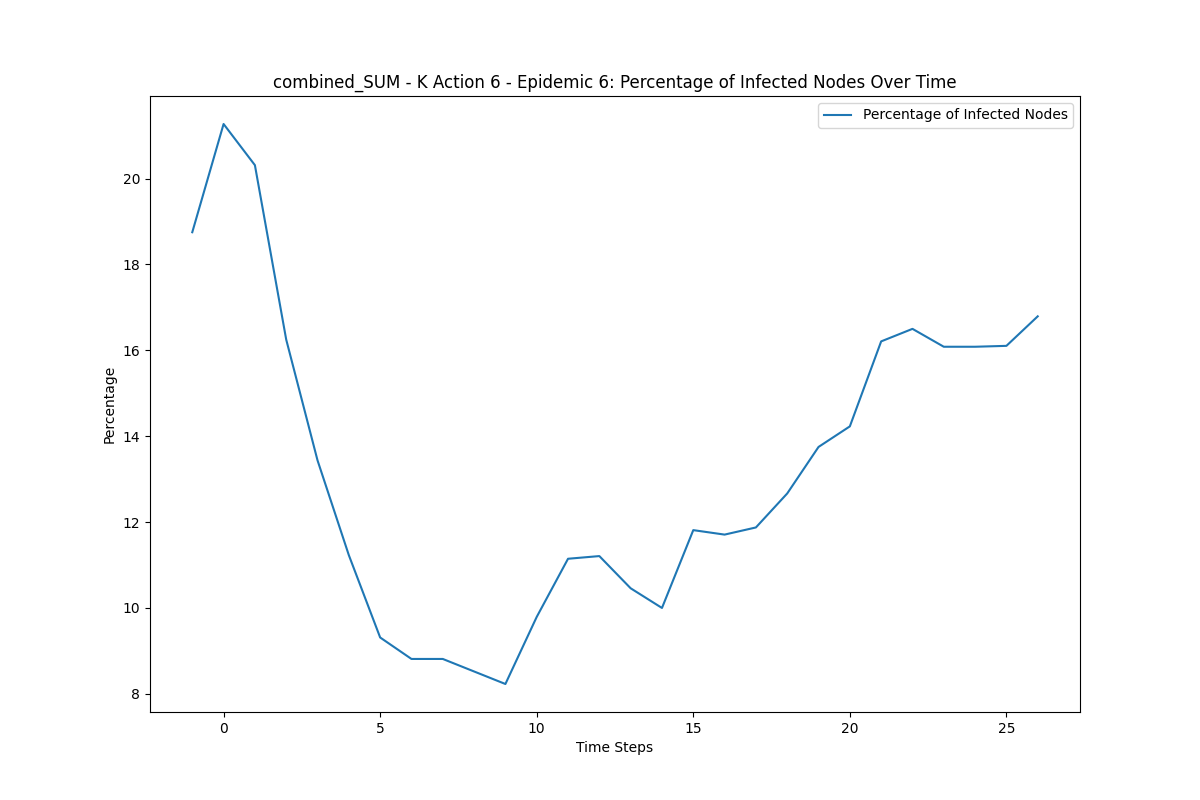 combined_SUM - K Action 6 - Epidemic 6: Percentage of Infected Nodes Over Time
Percentage of Infected Nodes
20
18
16
14
12
10
8
Percentage
0 5 10 15 20 25
Time Steps